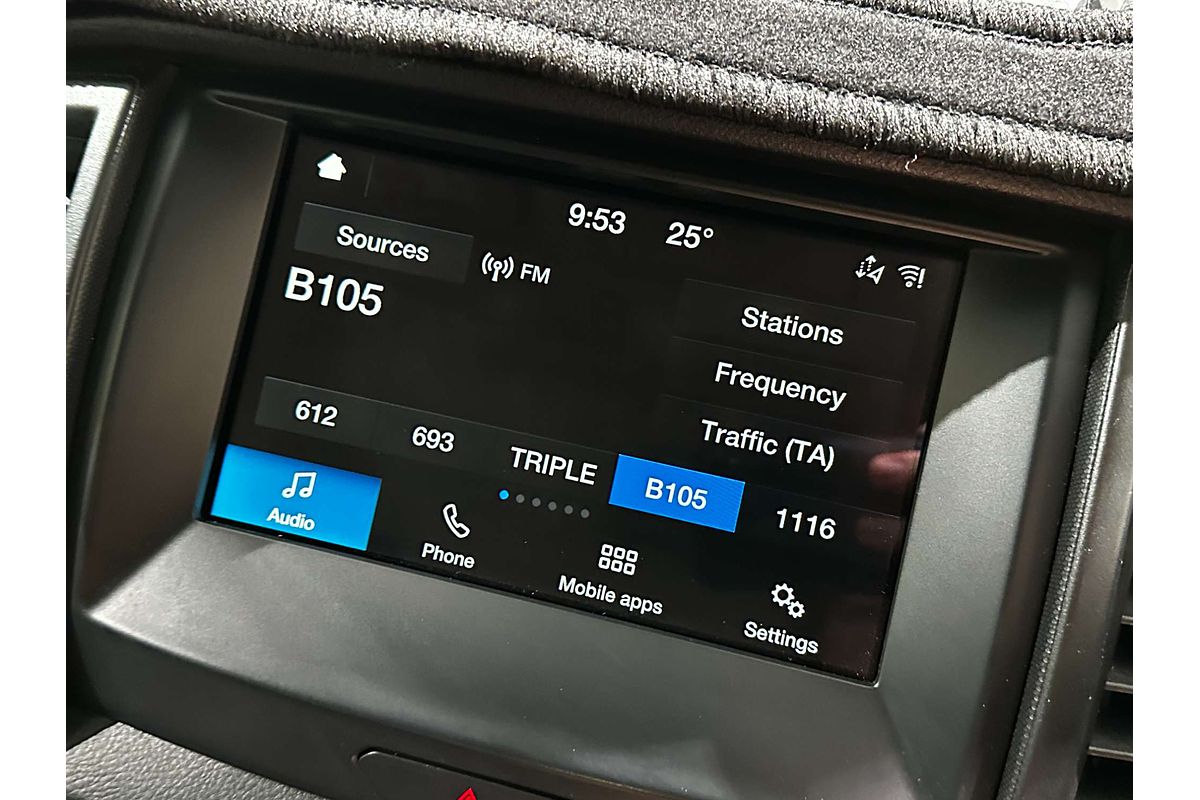 9:53 25°
Sources FM
B105
Stations
Frequency
Traffic (TA)
612 693 TRIPLE B105 1116
Audio Phone Mobile apps Settings